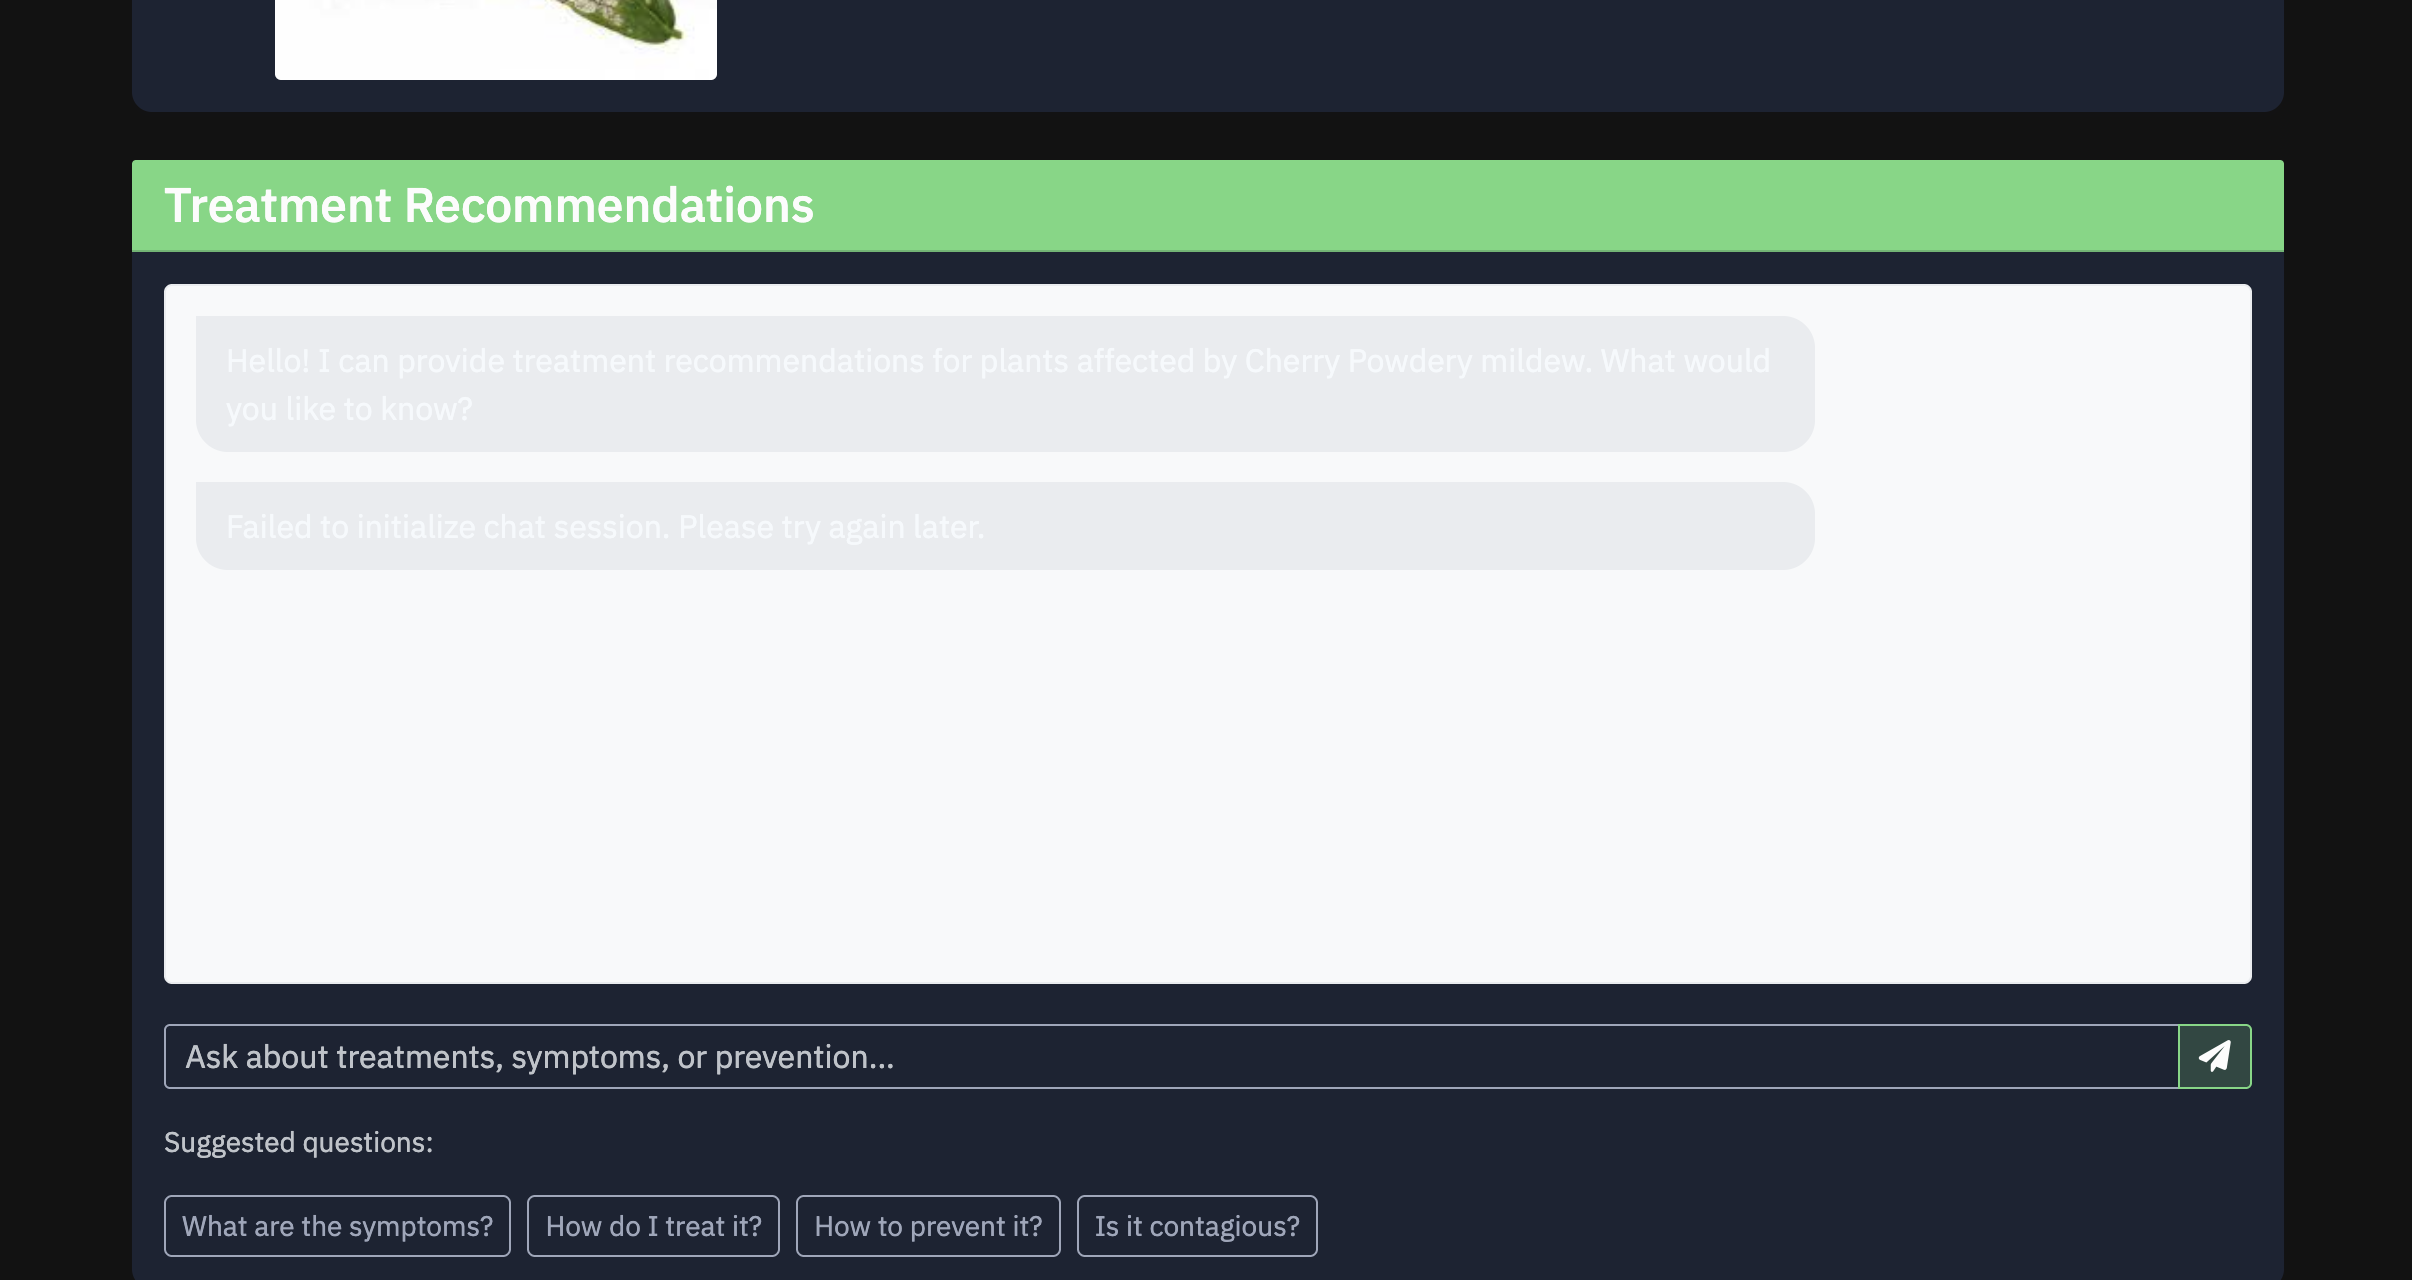 Treatment Recommendations
Hello! I can provide treatment recommendations for plants affected by Cherry Powdery mildew. What would
you like to know?
Failed to initialize chat session. Please try again later.
Ask about treatments, symptoms, or prevention...
Suggested questions:
What are the symptoms? How do I treat it? How to prevent it? Is it contagious?